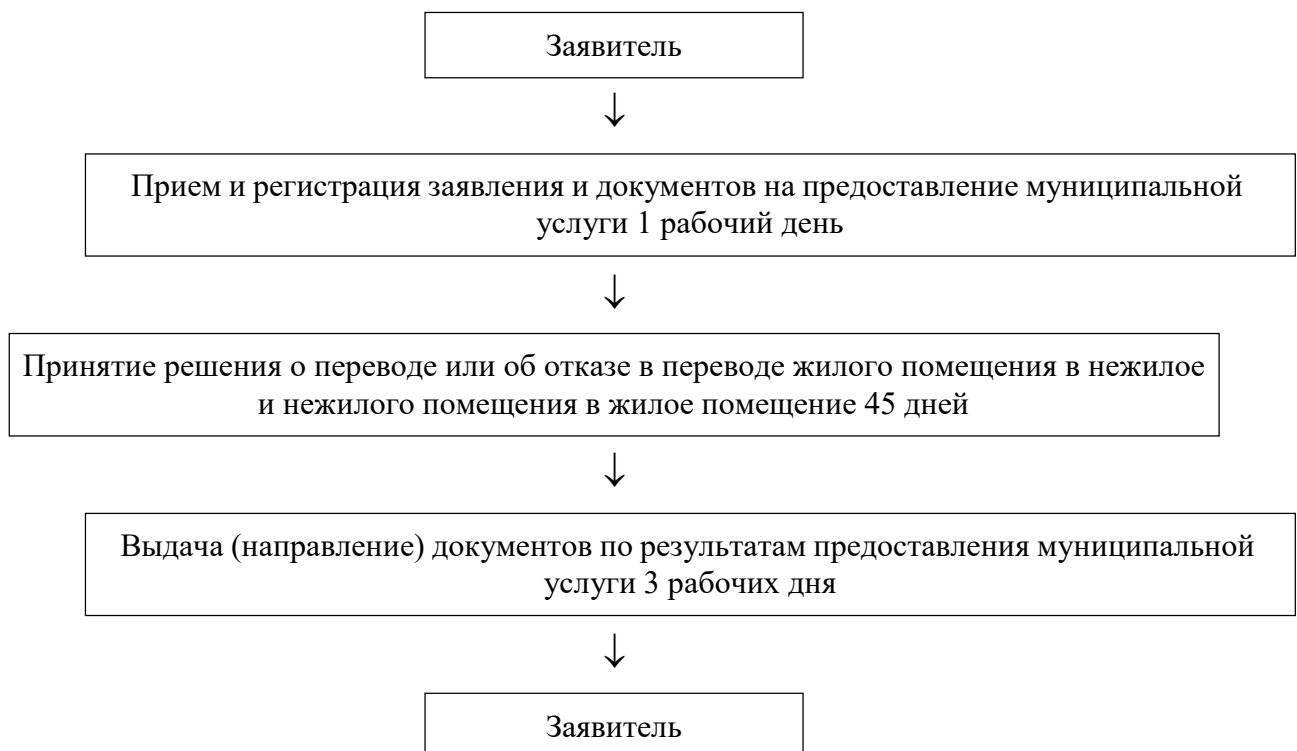 Заявитель
↓
Прием и регистрация заявления и документов на предоставление муниципальной
услуги 1 рабочий день
↓
Принятие решения о переводе или об отказе в переводе жилого помещения в нежилое
и нежилого помещения в жилое помещение 45 дней
↓
Выдача (направление) документов по результатам предоставления муниципальной
услуги 3 рабочих дня
↓
Заявитель